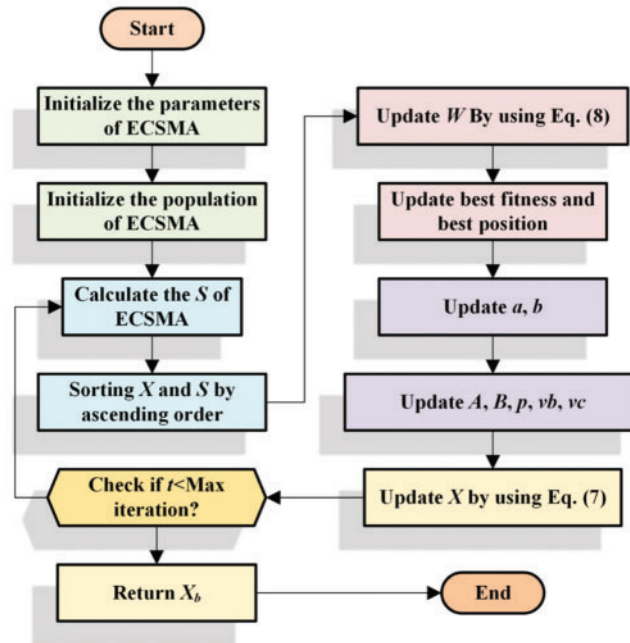 Start
Initialize the parameters
of ECSMA
Initialize the population
of ECSMA
Calculate the S of
ECSMA
Sorting X and S by
ascending order
Update W By using Eq. (8)
Update best fitness and
best position
Update a, b
Update A, B, p, vb, vc
Update X by using Eq. (7)
Check if t<Max
iteration?
Return X_b
End